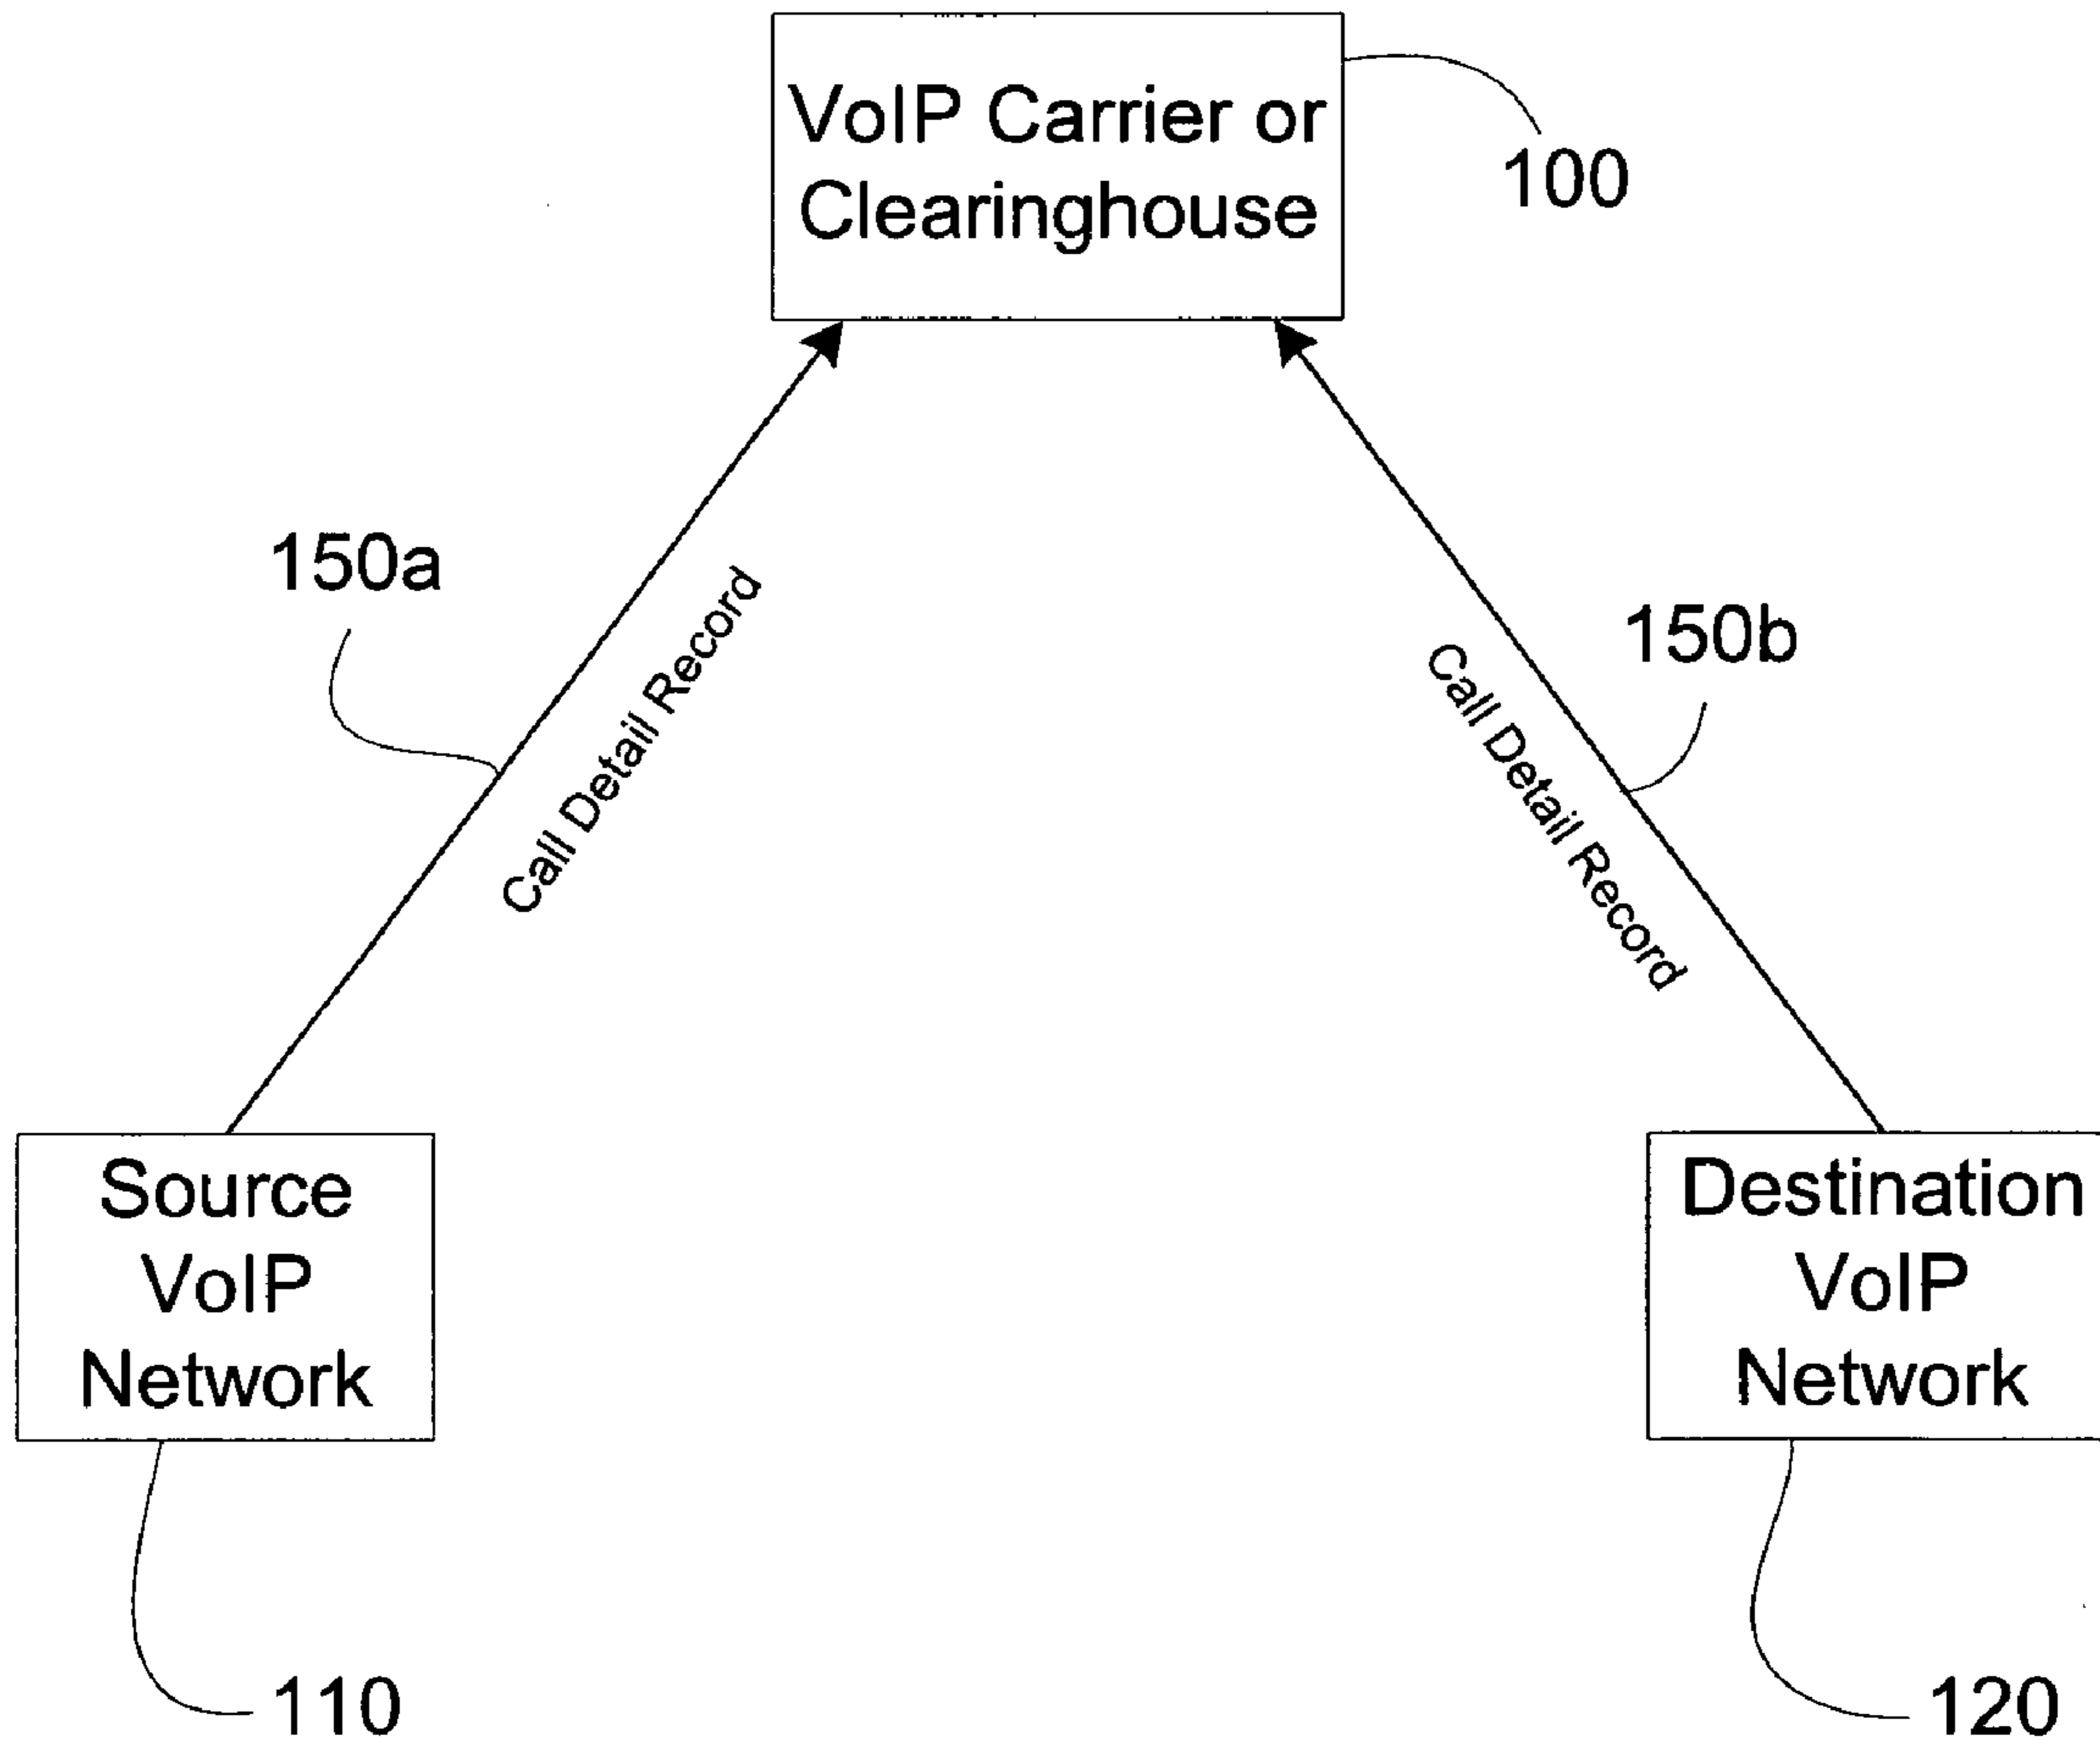 VoIP Carrier or
Clearinghouse
100
150a
Call Detail Record
150b
Call Detail Record
Source
VoIP
Network
Destination
VoIP
Network
110
120